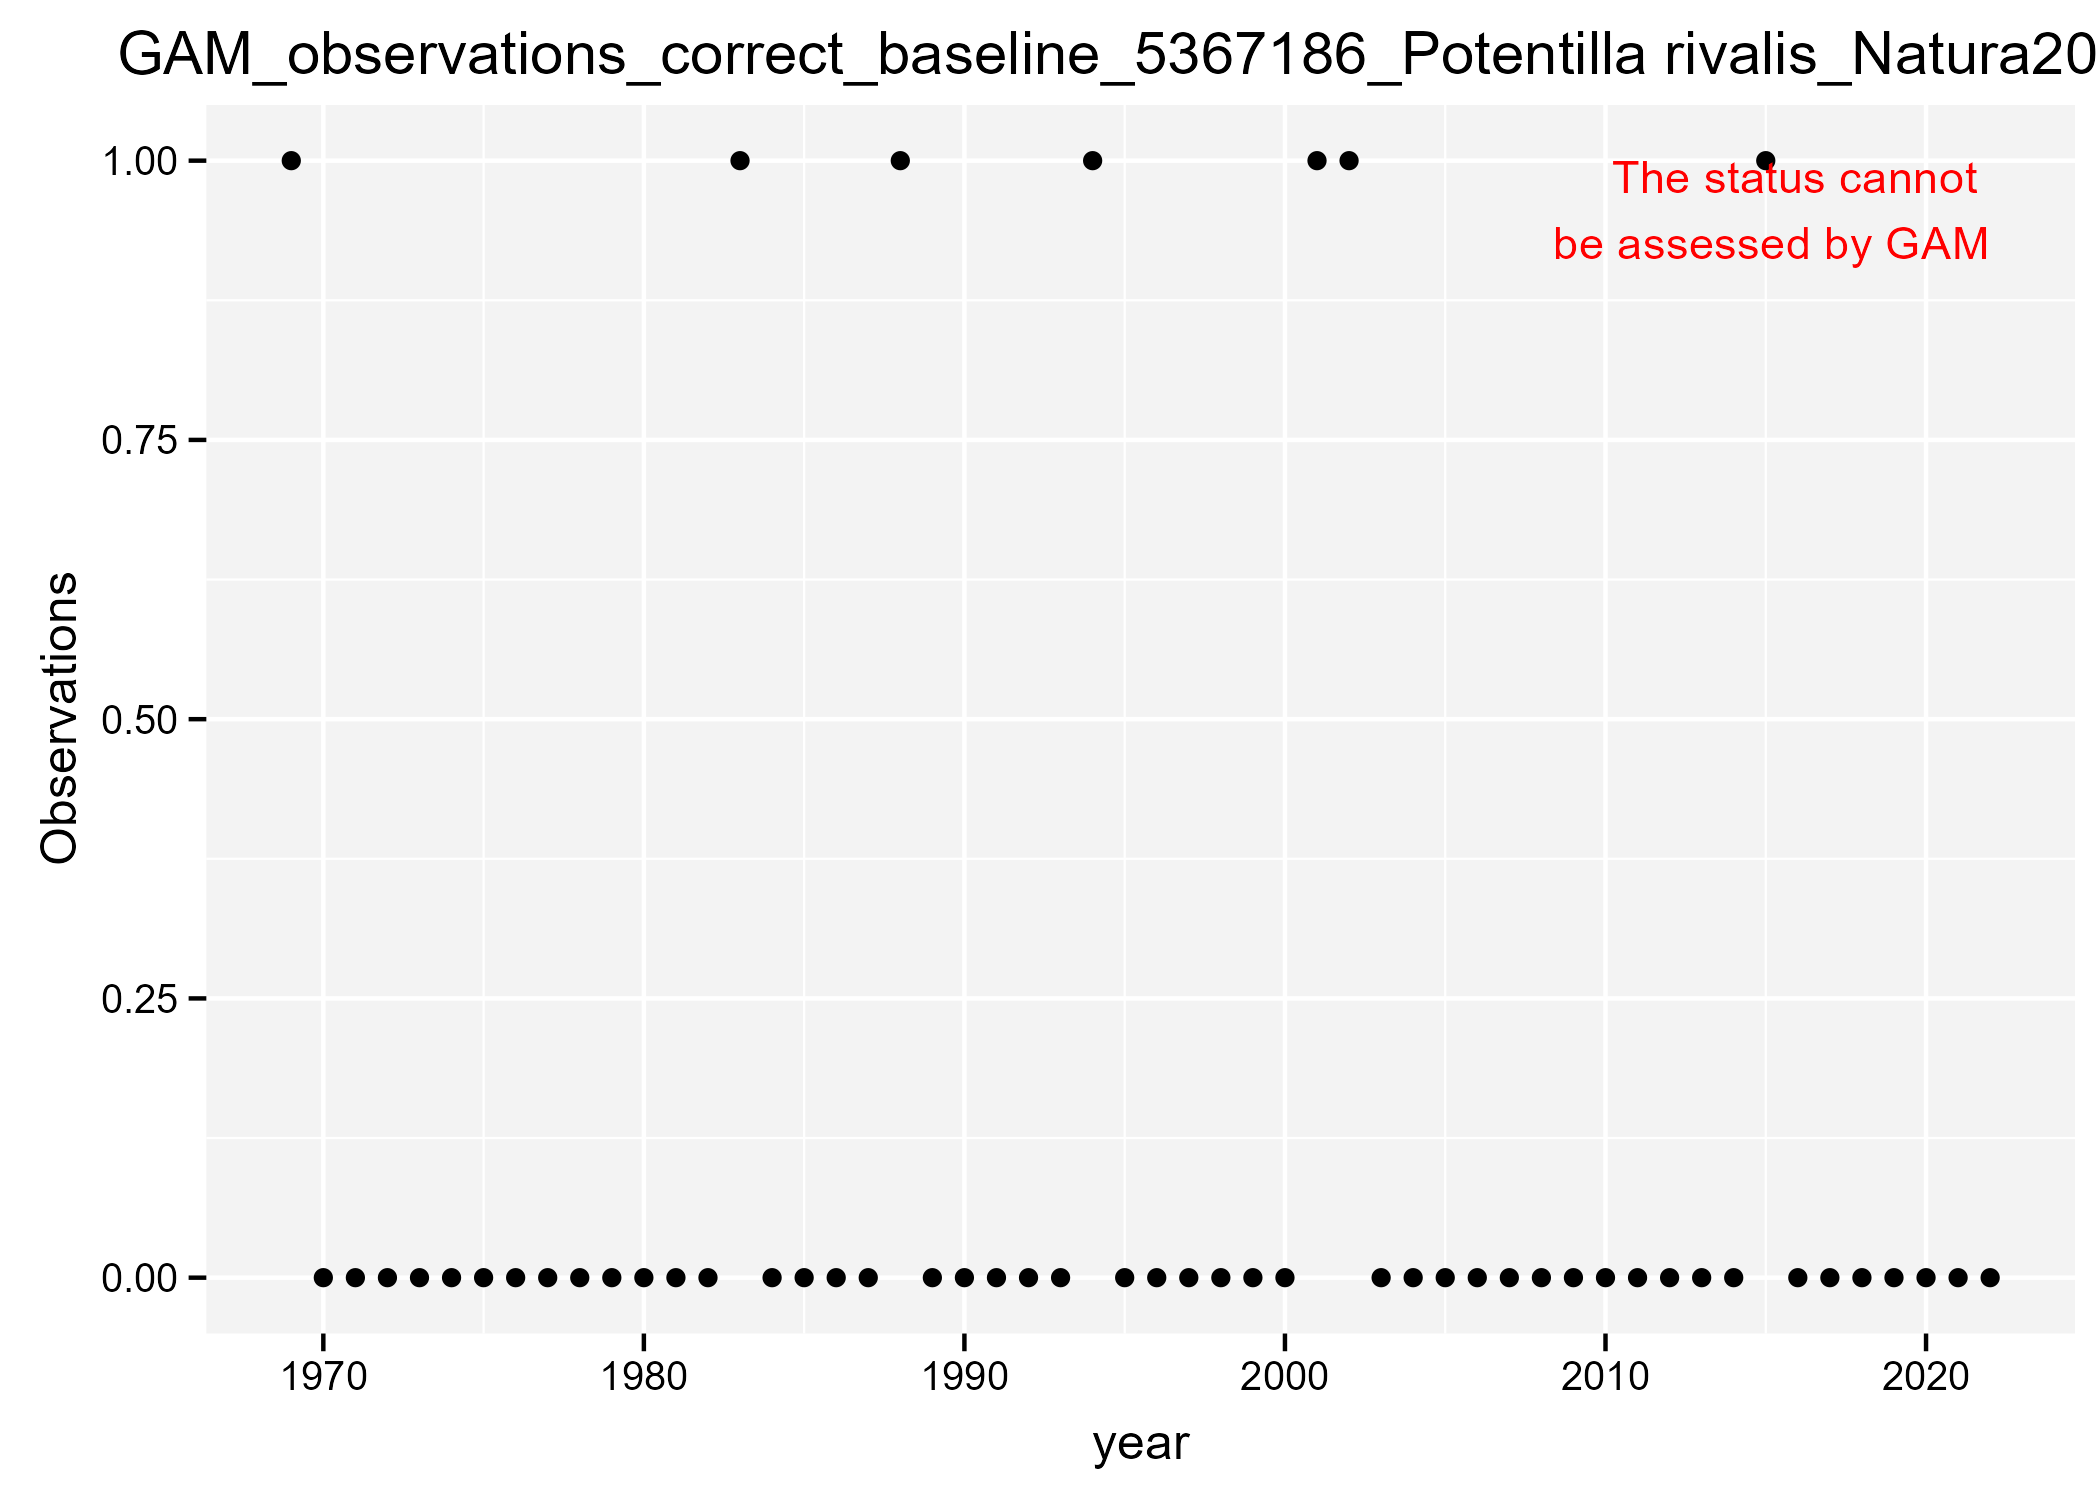 GAM_observations_correct_baseline_5367186_Potentilla rivalis_Natura20
1.00
The status cannot
be assessed by GAM
0.75
0.50
0.25
0.00
Observations
1970 1980 1990 2000 2010 2020
year